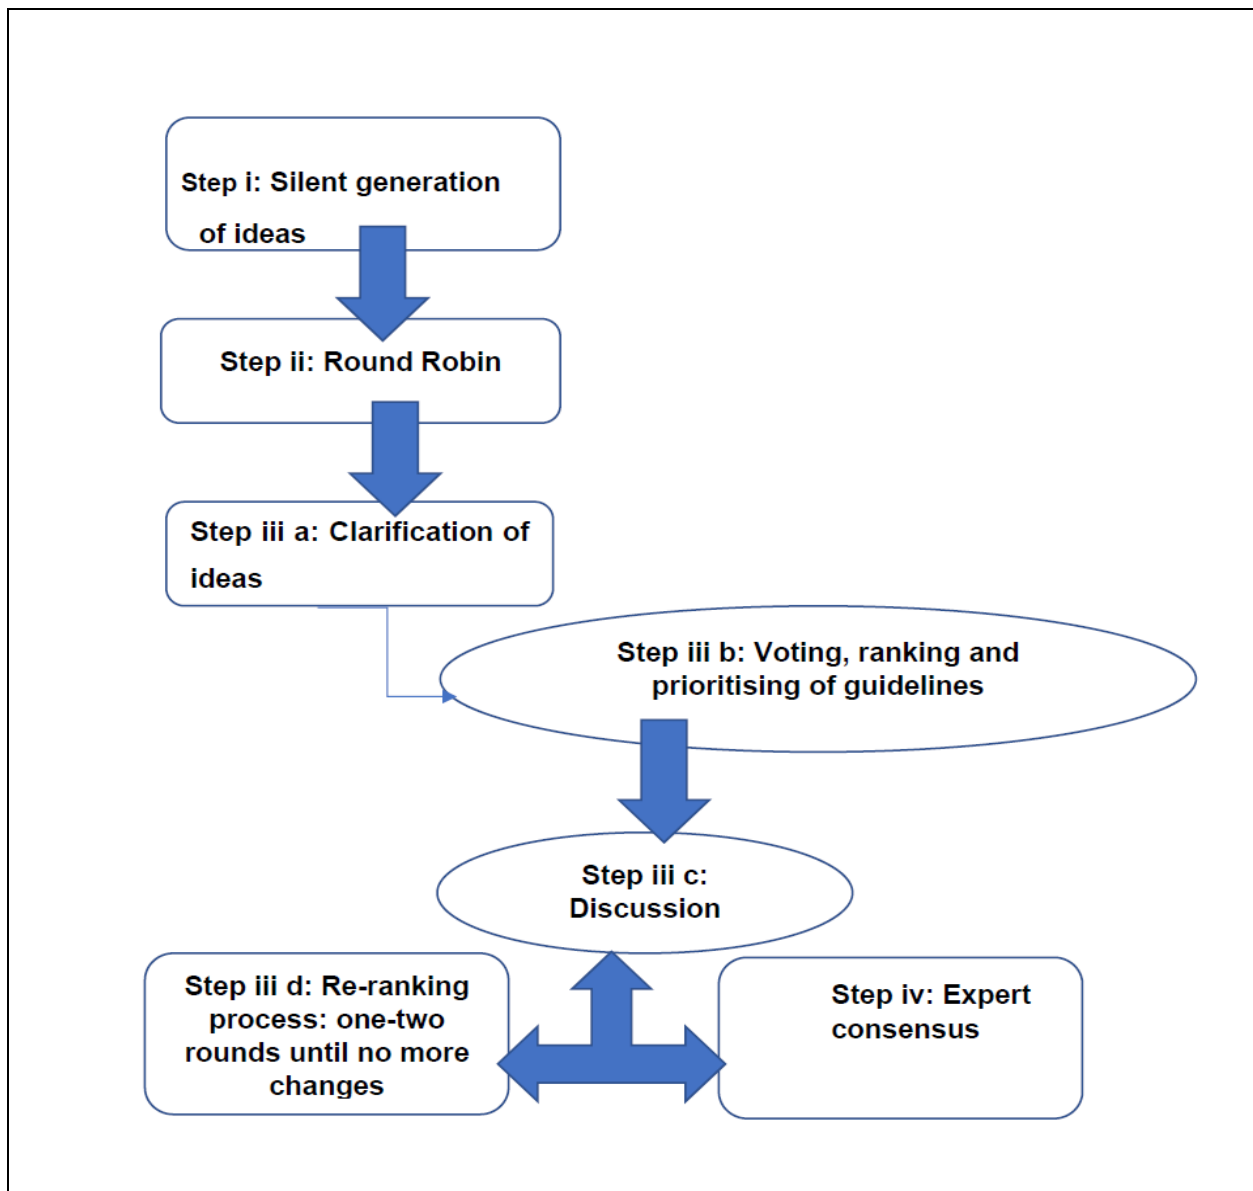 Step i: Silent generation
of ideas
Step ii: Round Robin
Step iii a: Clarification of
ideas
Step iii b: Voting, ranking and
prioritising of guidelines
Step iii c:
Discussion
Step iii d: Re-ranking
process: one-two
rounds until no more
changes
Step iv: Expert
consensus